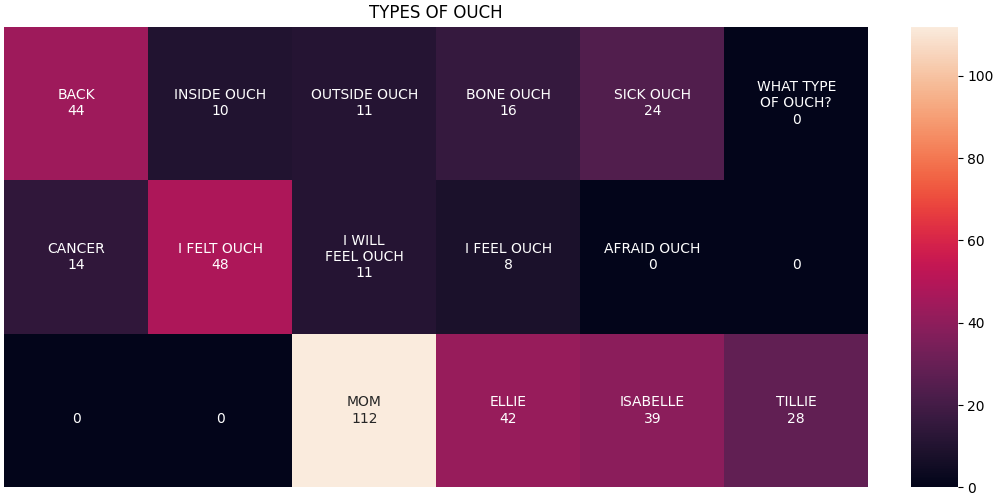 TYPES OF OUCH
BACK
44
INSIDE OUCH
10
OUTSIDE OUCH
11
BONE OUCH
16
SICK OUCH
24
WHAT TYPE
OF OUCH?
0
CANCER
14
I FELT OUCH
48
I WILL
FEEL OUCH
11
I FEEL OUCH
8
AFRAID OUCH
0
0
0
0
MOM
112
ELLIE
42
ISABELLE
39
TILLIE
28
100
80
60
40
20
0